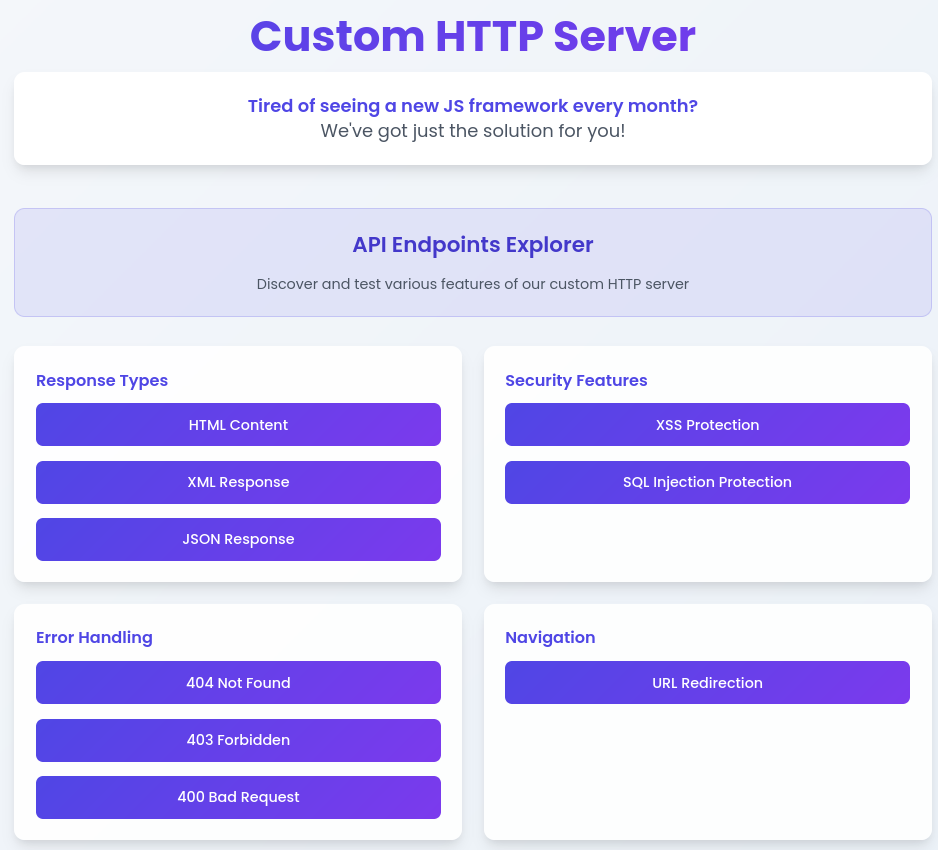 Custom HTTP Server
Tired of seeing a new JS framework every month?
We've got just the solution for you!
API Endpoints Explorer
Discover and test various features of our custom HTTP server
Response Types
HTML Content
XML Response
JSON Response
Security Features
XSS Protection
SQL Injection Protection
Error Handling
404 Not Found
403 Forbidden
400 Bad Request
Navigation
URL Redirection